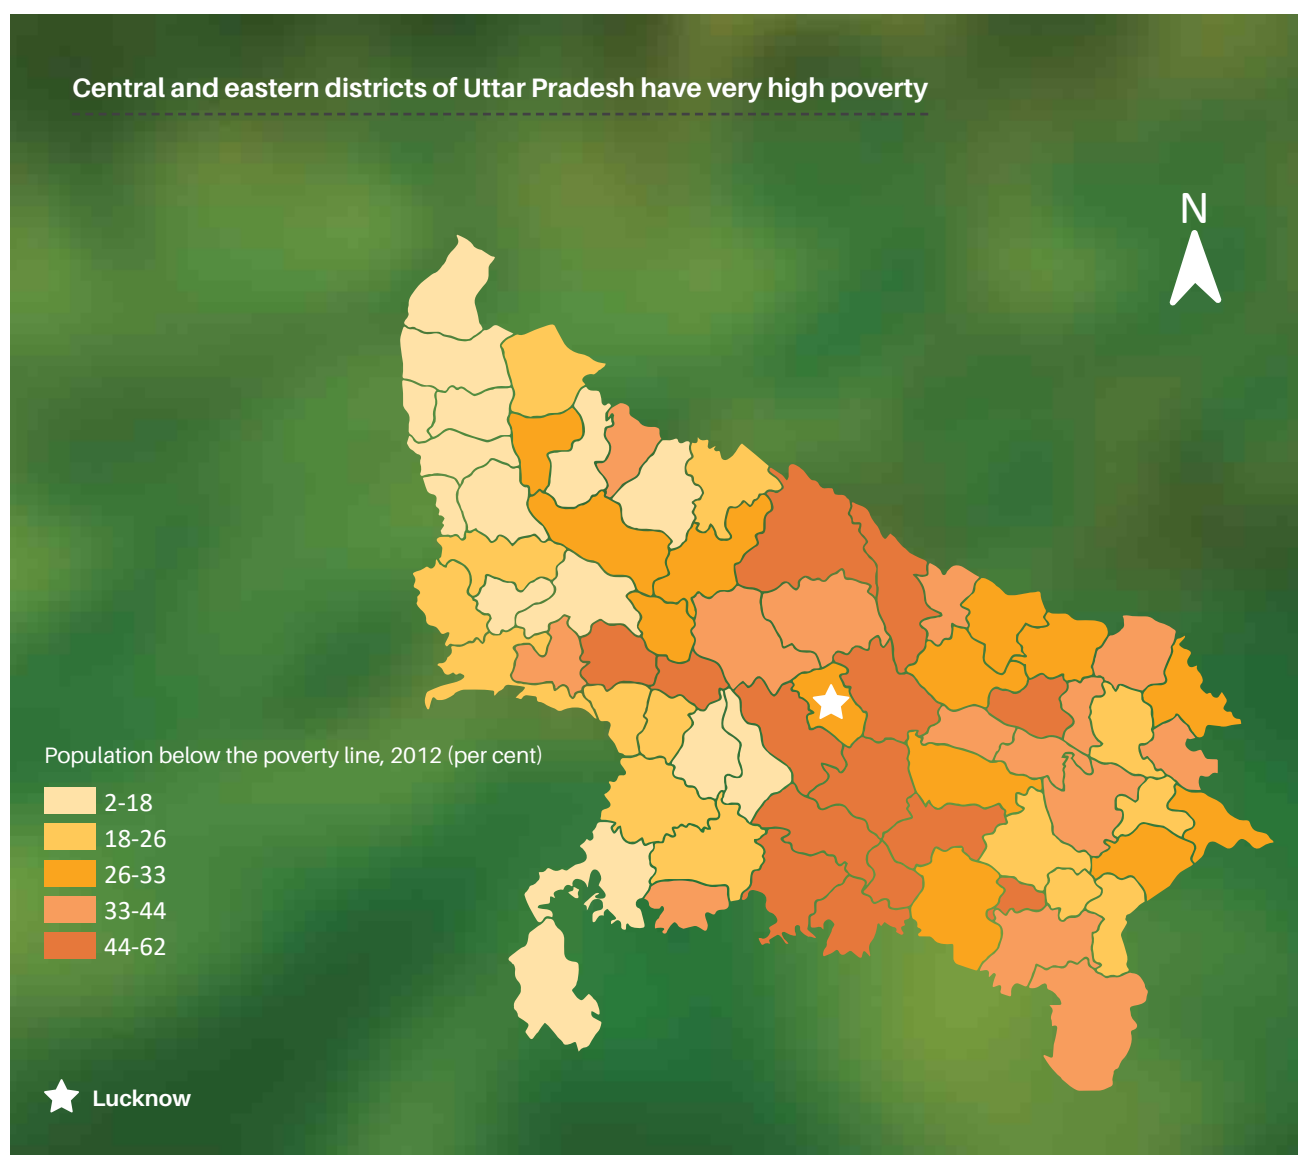 Central and eastern districts of Uttar Pradesh have very high poverty
N
Population below the poverty line, 2012 (per cent)
2-18
18-26
26-33
33-44
44-62
Lucknow